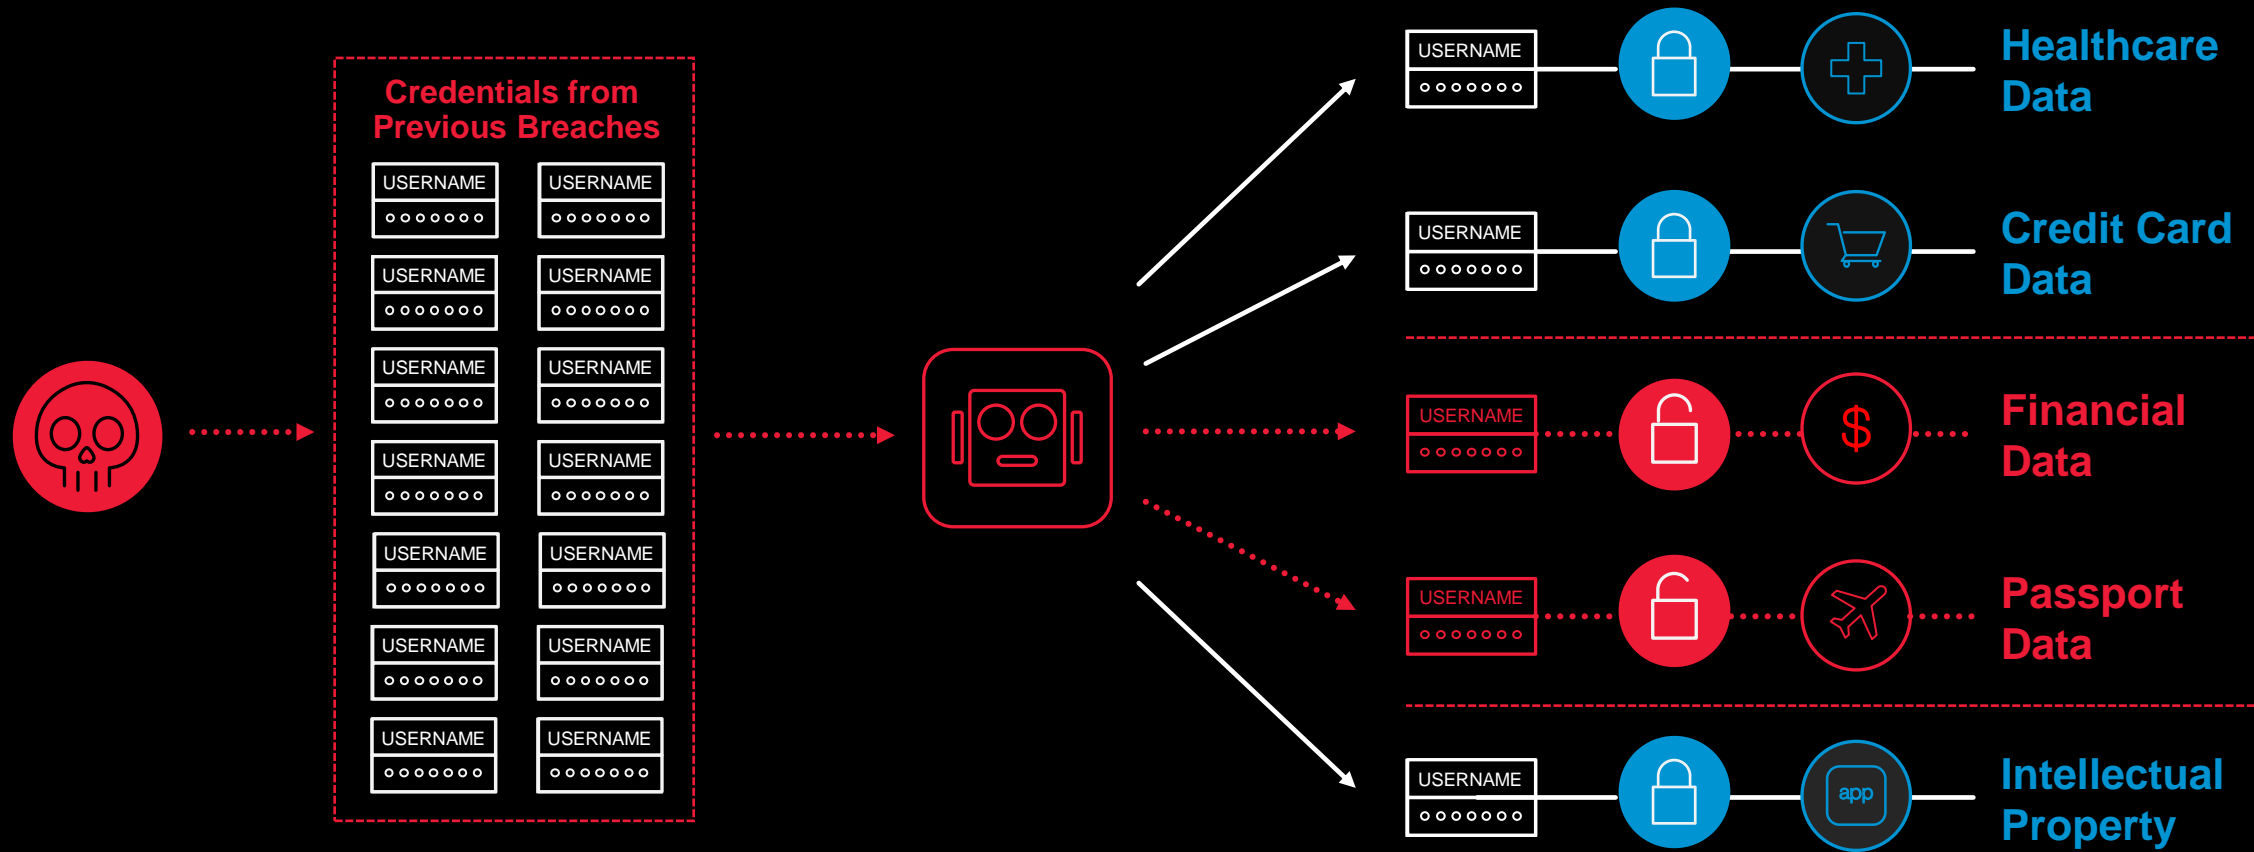 Credentials from
Previous Breaches
USERNAME USERNAME
USERNAME USERNAME
USERNAME USERNAME
USERNAME USERNAME
USERNAME USERNAME
USERNAME USERNAME
USERNAME USERNAME
USERNAME
Healthcare
Data
USERNAME
Credit Card
Data
USERNAME
$
Financial
Data
USERNAME
Passport
Data
USERNAME
app
Intellectual
Property